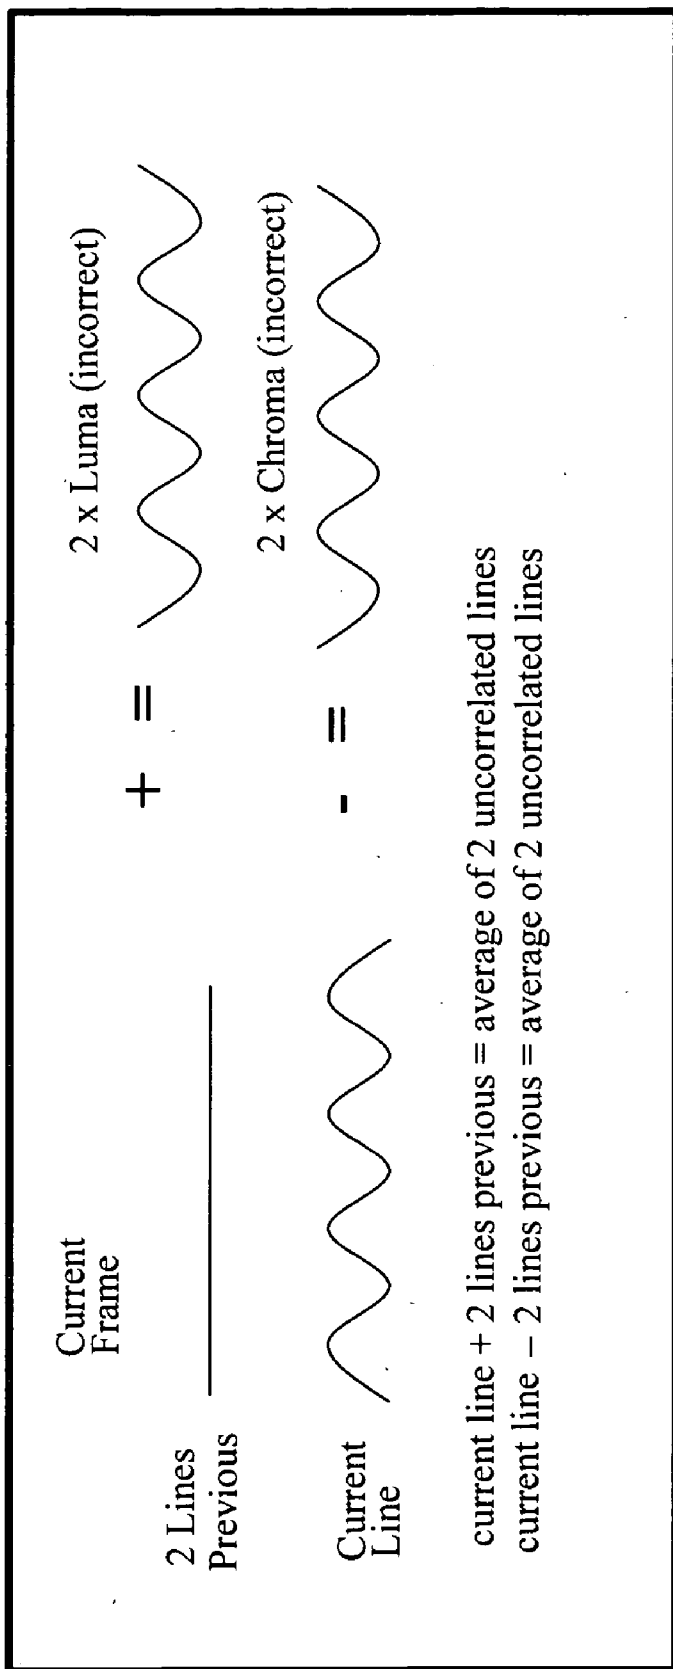 Current
Frame
2 Lines
Previous
Current
Line
+ =
- =
2 x Luma (incorrect)
2 x Chroma (incorrect)
current line + 2 lines previous = average of 2 uncorrelated lines
current line – 2 lines previous = average of 2 uncorrelated lines